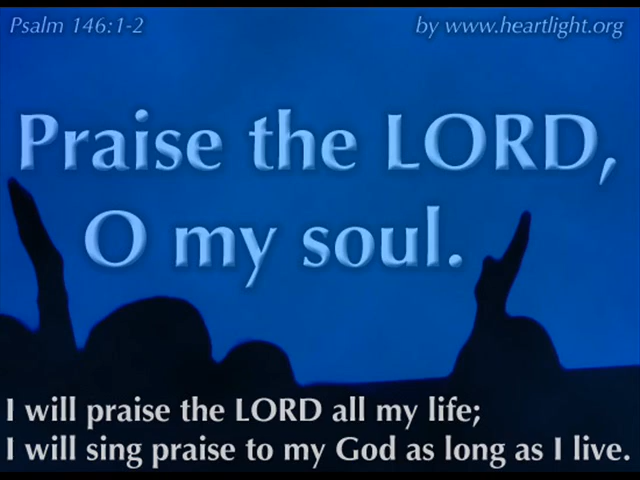 Psalm 146:1-2
by www.heartlight.org
Praise the LORD,
O my soul.
I will praise the LORD all my life;
I will sing praise to my God as long as I live.